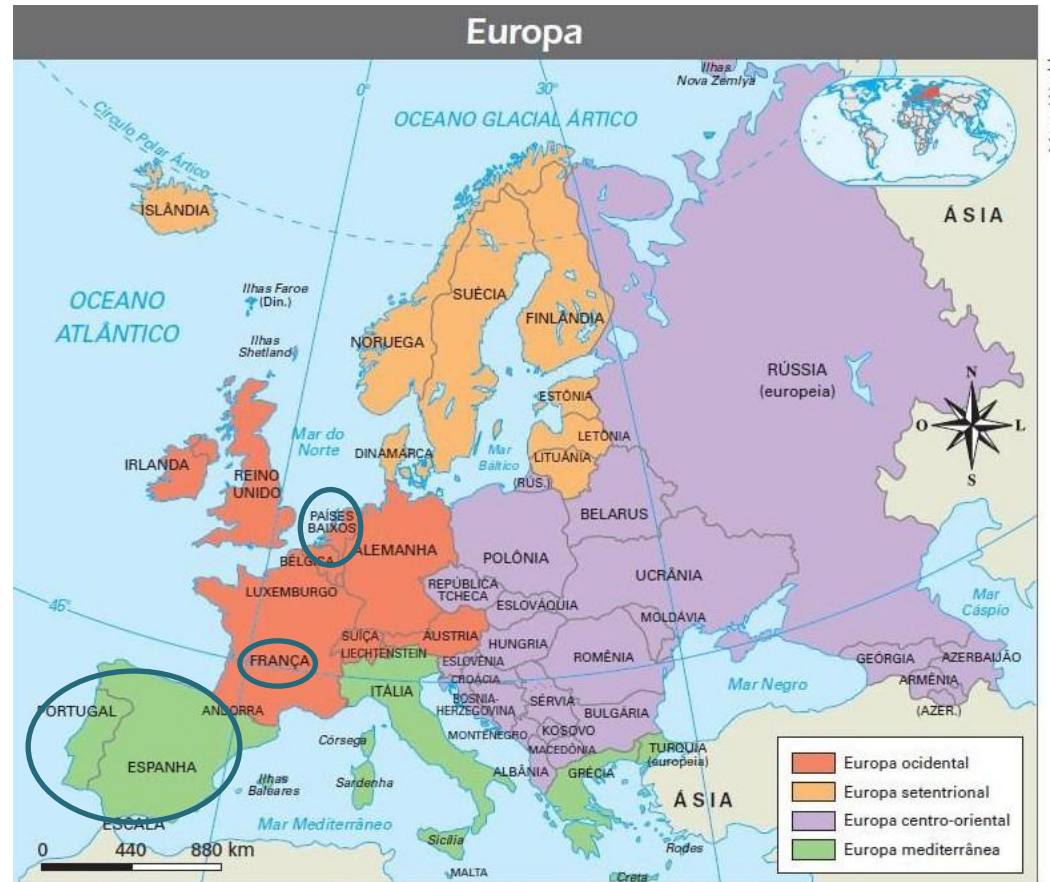 Europa
Ilhas
Nova Zemlya
0°
30°
Círculo Polar Ártico
OCEANO GLACIAL ÁRTICO
ISLÂNDIA
ÁSIA
OCEANO
ATLÂNTICO
Ilhas Faroe
(Din.)
SUÉCIA
FINLÂNDIA
NORUEGA
Ilhas
Shetland
RÚSSIA
(europeia)
N
O
L
S
ESTÔNIA
Mar do
Norte
LETÔNIA
DINAMARCA
Mar
Báltico
LITUÂNIA
(RÚS.)
IRLANDA
REINO
UNIDO
PAÍSES
BAIXOS
BELARUS
ALEMANHA
POLÔNIA
BÉLGICA
UCRÂNIA
LUXEMBURGO
REPÚBLICA
TCHECA
ESLOVÁQUIA
Mar
Cáspio
45°
MOLDÁVIA
SUÍÇA
ÁUSTRIA
HUNGRIA
LIECHTENSTEIN
FRANÇA
ESLOVÊNIA
ROMÊNIA
GEÓRGIA
AZERBAIJÃO
CROÁCIA
ARMÊNIA
ITÁLIA
BÓSNIA-
HERZEGOVINA
SÉRVIA
Mar Negro
(AZER.)
PORTUGAL
ANDORRA
BULGÁRIA
MONTENEGRO
KOSOVO
Córsega
MACEDÔNIA
TURQUIA
(europeia)
ESPANHA
ALBÂNIA
GRÉCIA
Ilhas
Baleares
Sardenha
ÁSIA
Europa ocidental
Europa setentrional
Europa centro-oriental
Europa mediterrânea
ESCALA
Mar Mediterrâneo
0
440
880 km
Sicília
Rodes
MALTA
Creta